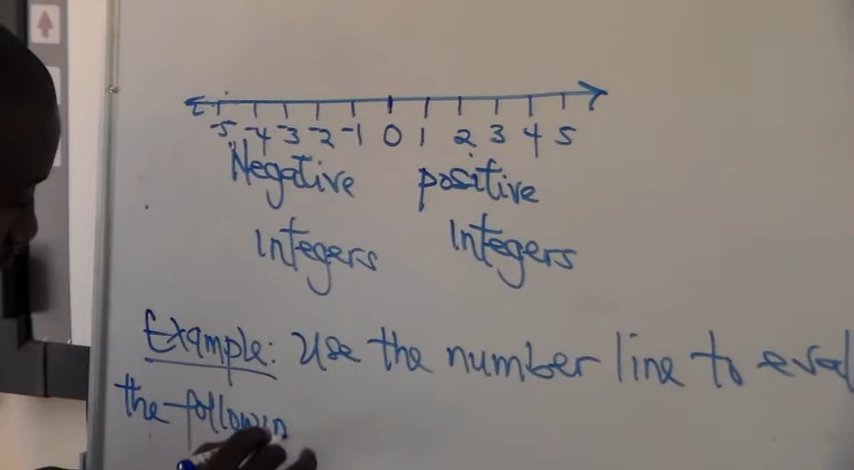 -5 -4 -3 -2 -1 0 1 2 3 4 5
Negative positive
Integers Integers
Example: Use the number line to eval
the followin